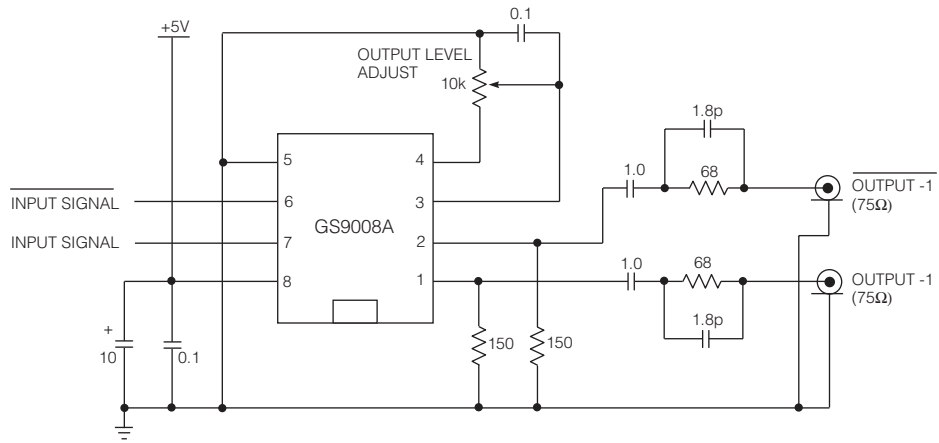 +5V
0.1
OUTPUT LEVEL
ADJUST
10k
1.8p
1.0
68
OUTPUT -1
(75Ω)
5
4
INPUT SIGNAL
6
3
GS9008A
INPUT SIGNAL
7
2
8
1
1.0
68
OUTPUT -1
(75Ω)
1.8p
+
10
0.1
150
150